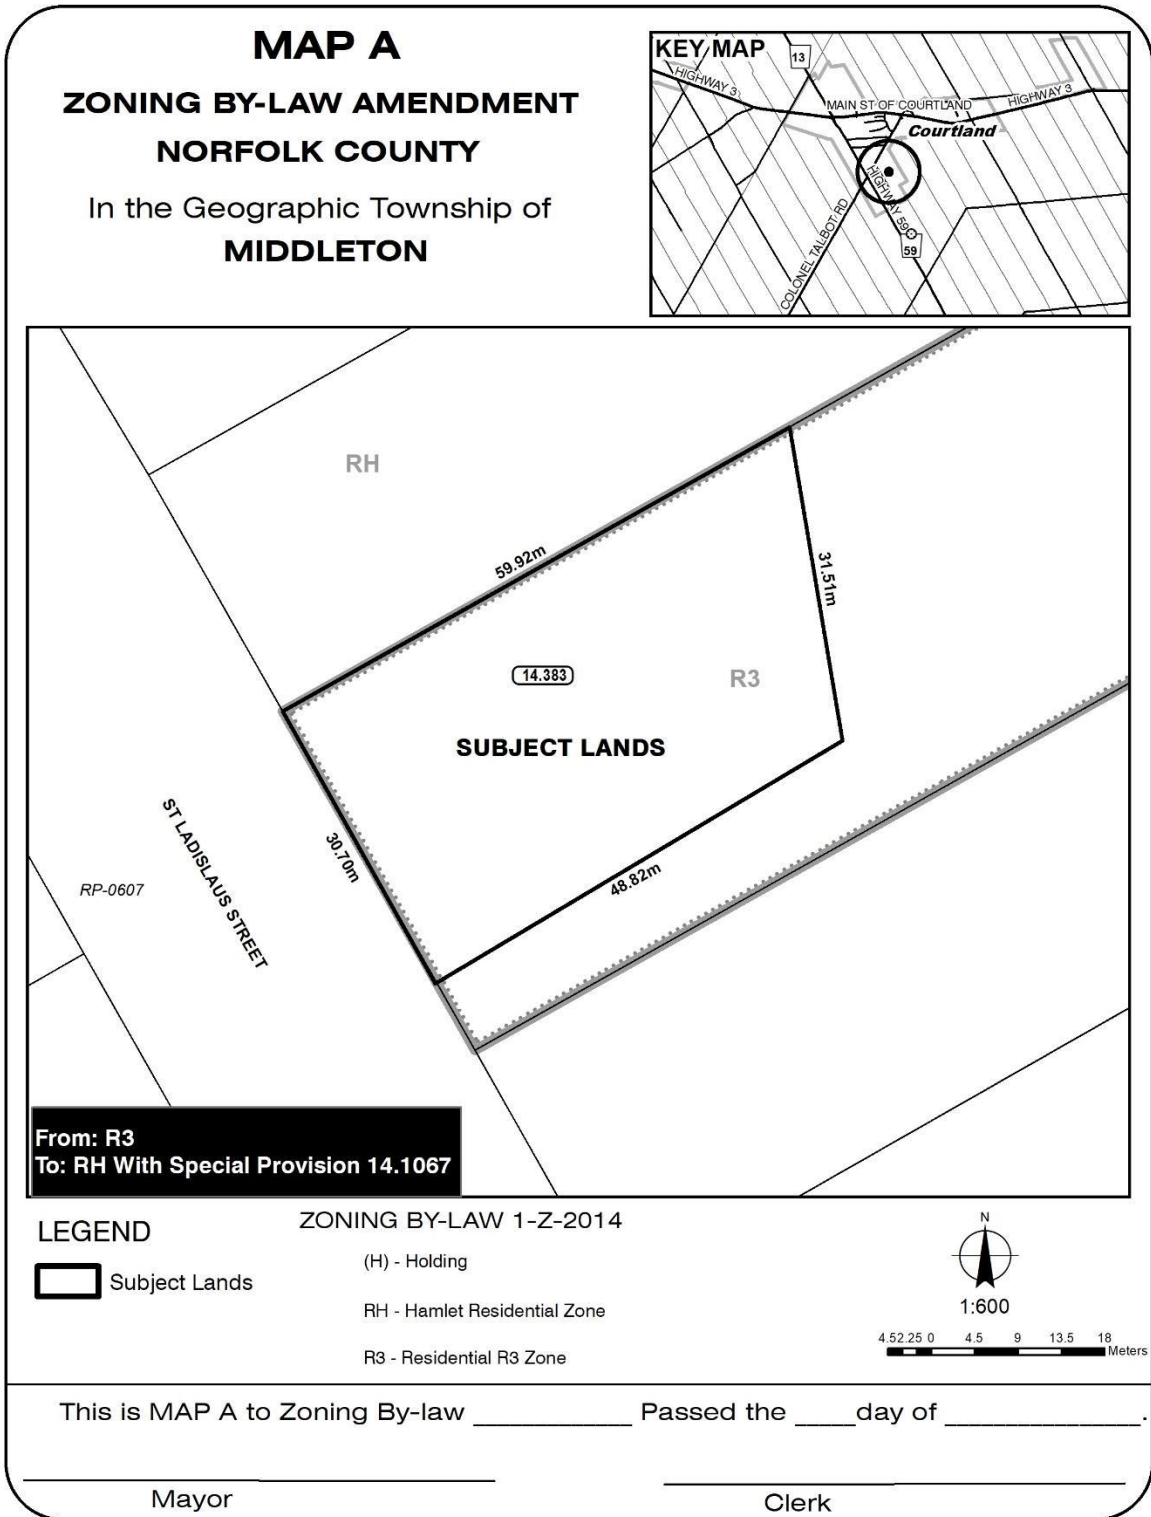 MAP A
ZONING BY-LAW AMENDMENT
NORFOLK COUNTY
In the Geographic Township of
MIDDLETON
KEY MAP
13
HIGHWAY 3
MAIN ST OF COURTLAND
HIGHWAY 3
Courtland
HIGHWAY 59
COLONEL TALBOT RD
59
RH
59.92m
31.51m
14.383
R3
SUBJECT LANDS
30.70m
48.82m
ST LADISLAUS STREET
RP-0607
From: R3
To: RH With Special Provision 14.1067
LEGEND
Subject Lands
ZONING BY-LAW 1-Z-2014
(H) - Holding
RH - Hamlet Residential Zone
R3 - Residential R3 Zone
N
1:600
4.5 2.25 0 4.5 9 13.5 18
Meters
This is MAP A to Zoning By-law ____________ Passed the _____day of _______________.
Mayor
Clerk